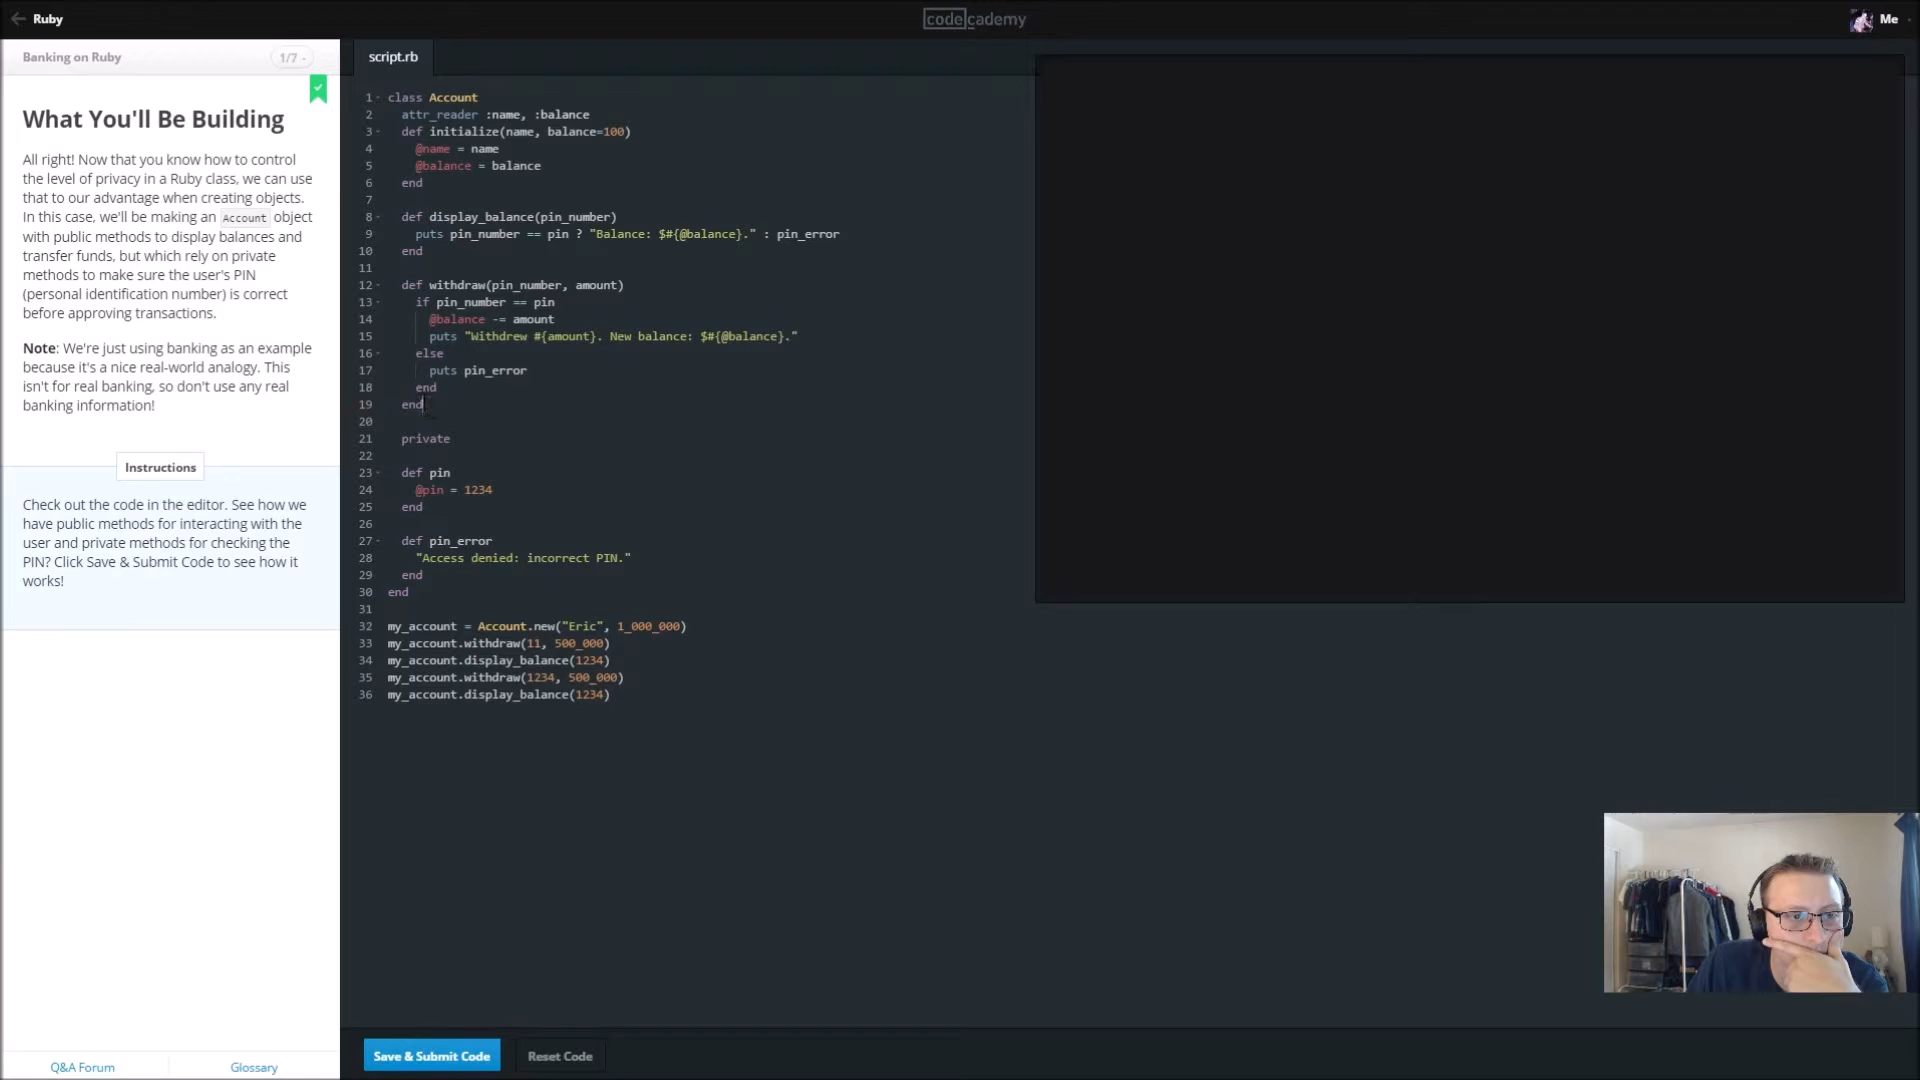 Ruby
codecademy
Me
Banking on Ruby
1/7
What You'll Be Building
All right! Now that you know how to control
the level of privacy in a Ruby class, we can use
that to our advantage when creating objects.
In this case, we'll be making an Account object
with public methods to display balances and
transfer funds, but which rely on private
methods to make sure the user's PIN
(personal identification number) is correct
before approving transactions.
Note: We're just using banking as an example
because it's a nice real-world analogy. This
isn't for real banking, so don't use any real
banking information!
Instructions
Check out the code in the editor. See how we
have public methods for interacting with the
user and private methods for checking the
PIN? Click Save & Submit Code to see how it
works!
Q&A Forum
Glossary
script.rb
1 class Account
2 attr_reader :name, :balance
3 def initialize(name, balance=100)
4 @name = name
5 @balance = balance
6 end
7
8 def display_balance(pin_number)
9 puts pin_number == pin ? "Balance: $#{@balance}." : pin_error
10 end
11
12 def withdraw(pin_number, amount)
13 if pin_number == pin
14 @balance -= amount
15 puts "Withdrew #{amount}. New balance: $#{@balance}."
16 else
17 puts pin_error
18 end
19 end
20
21 private
22
23 def pin
24 @pin = 1234
25 end
26
27 def pin_error
28 "Access denied: incorrect PIN."
29 end
30 end
31
32 my_account = Account.new("Eric", 1_000_000)
33 my_account.withdraw(11, 500_000)
34 my_account.display_balance(1234)
35 my_account.withdraw(1234, 500_000)
36 my_account.display_balance(1234)
Save & Submit Code
Reset Code